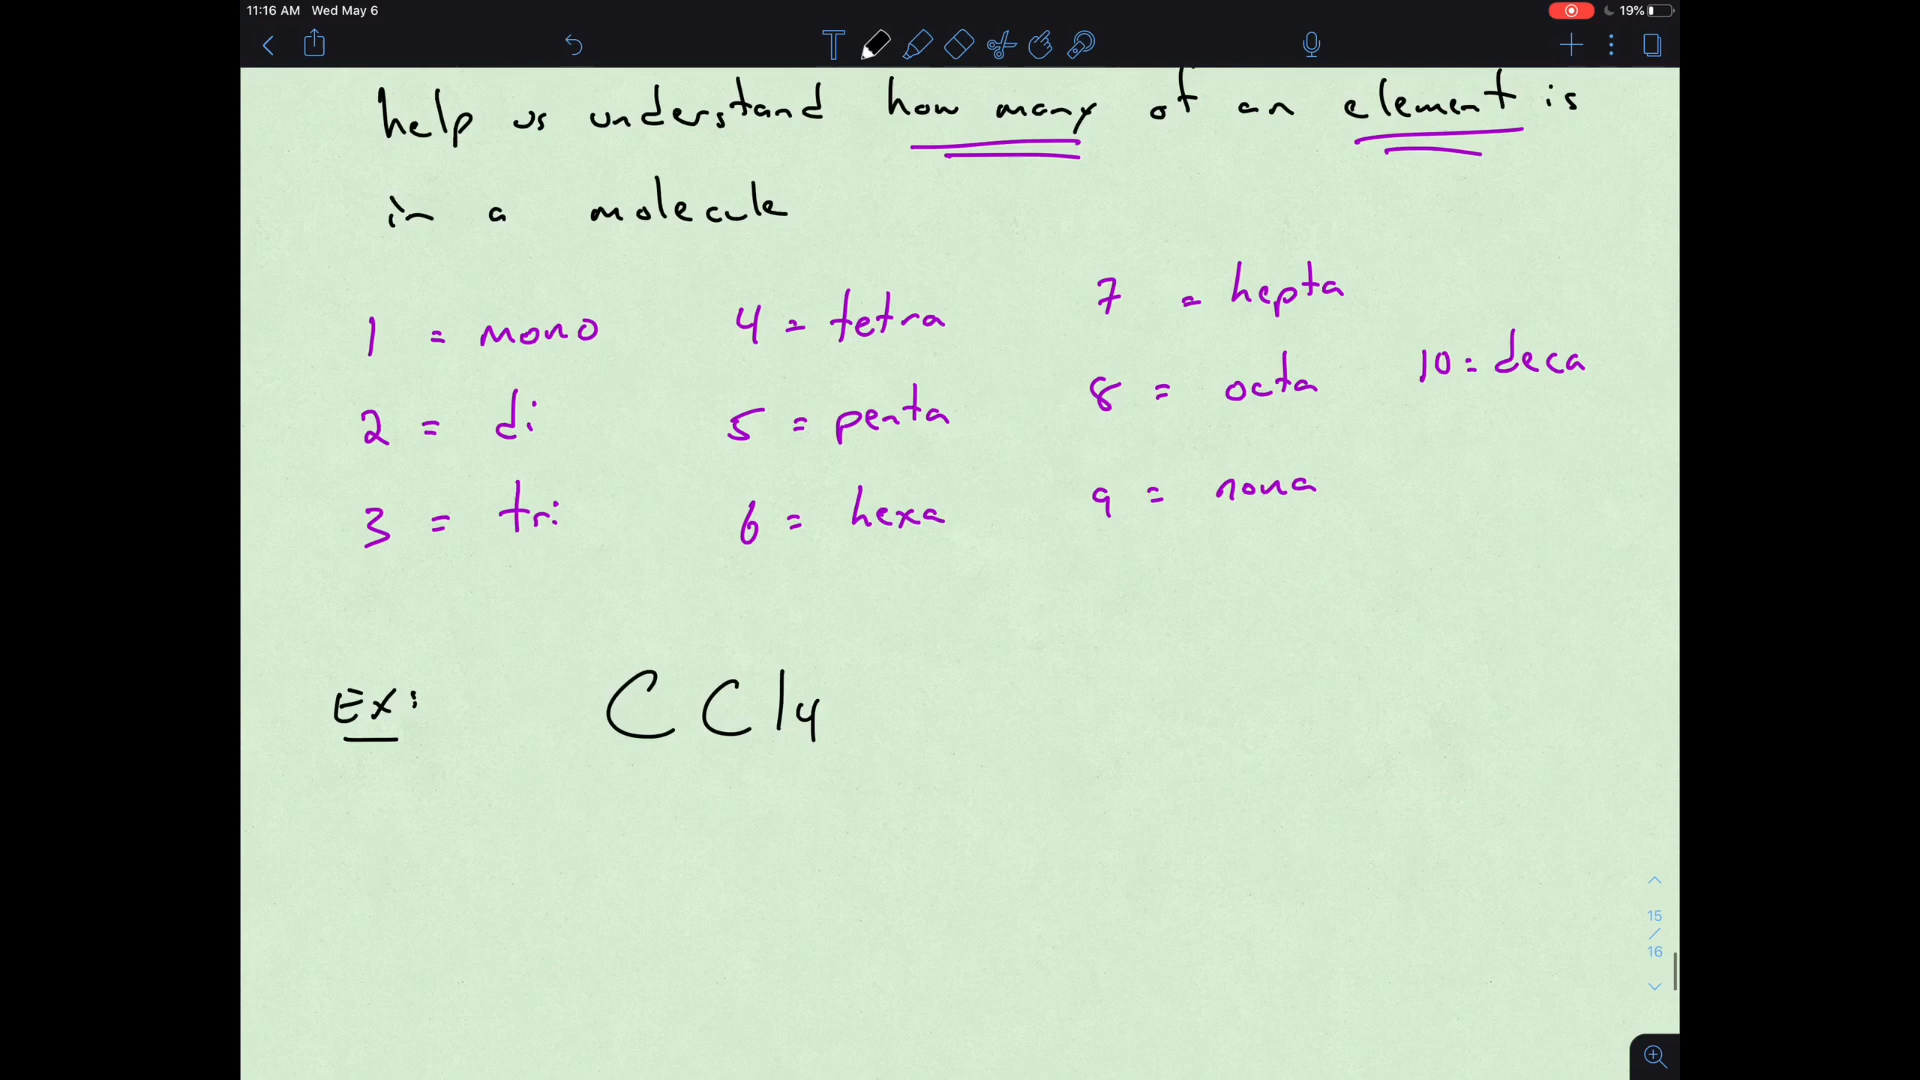 11:16 AM Wed May 6
19%
help us understand how many of an element is
in a molecule
1 = mono
2 = di
3 = tri
4 = tetra
5 = penta
6 = hexa
7 = hepta
8 = octa
9 = nona
10 = deca
Ex: CCl4
15
/
16